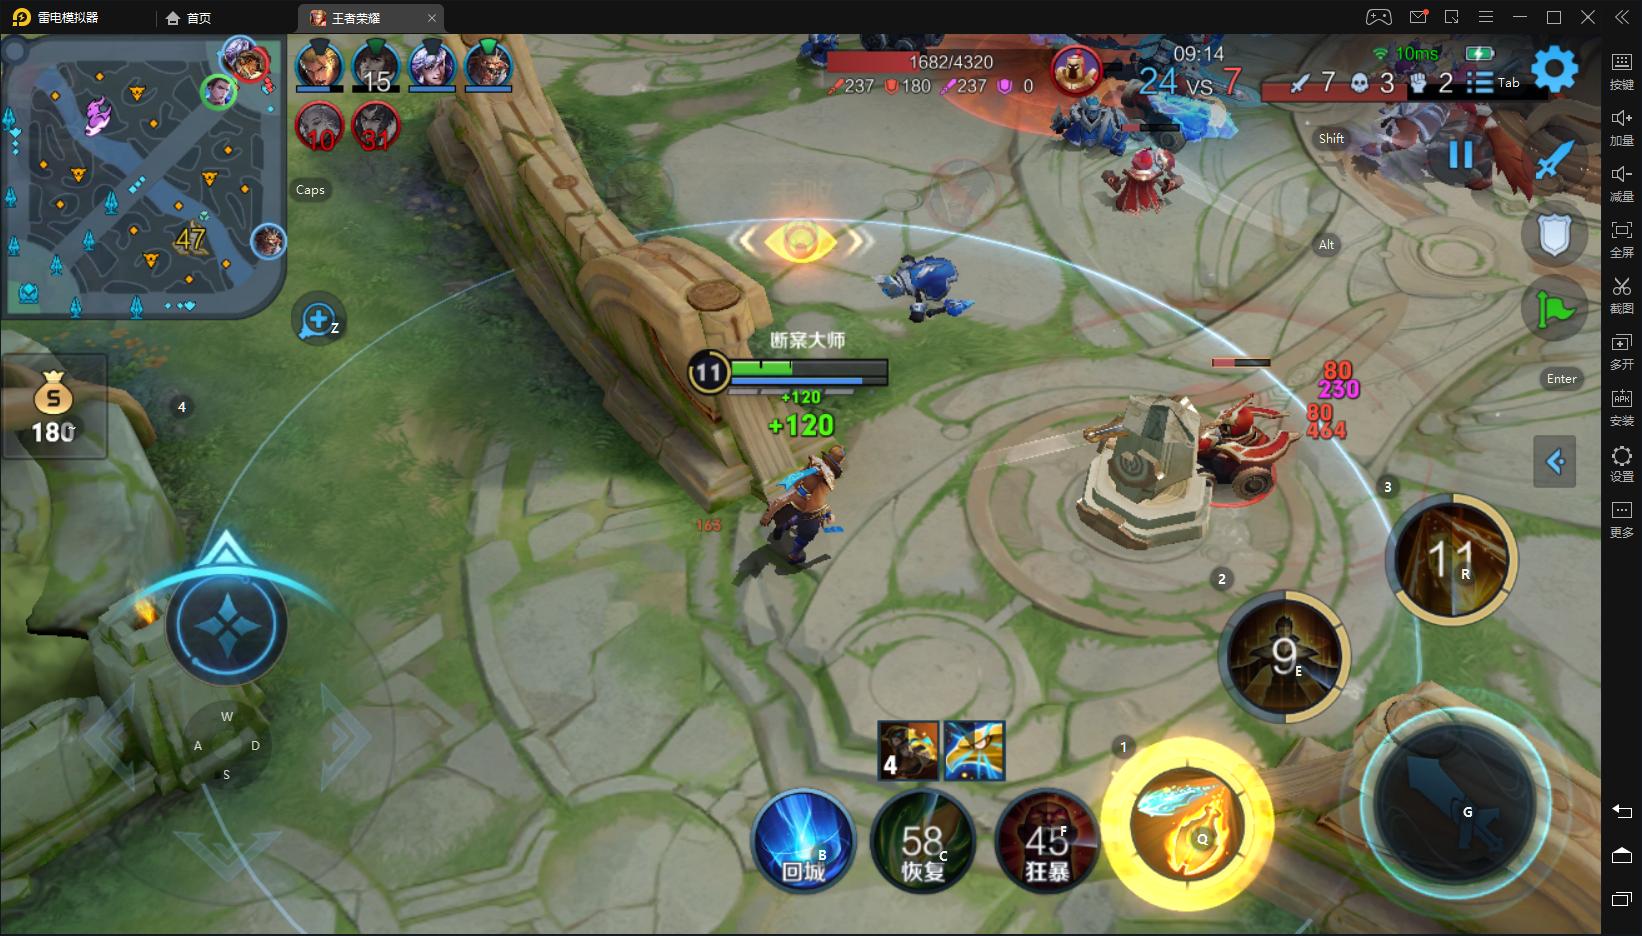 雷电模拟器
首页
王者荣耀
1682/4320
237 180 237 0
09:14
24 VS 7
10ms
7 3 2
Tab
15
10 31
Caps
Shift
Alt
47
Z
断案大师
11
+120
+120
80
230
80
464
163
180
4
Enter
3
11
R
2
9
E
W
A D
S
4
1
B
回城
58
C
恢复
45
F
狂暴
Q
G
按键
加量
减量
全屏
截图
多开
APK
安装
设置
更多